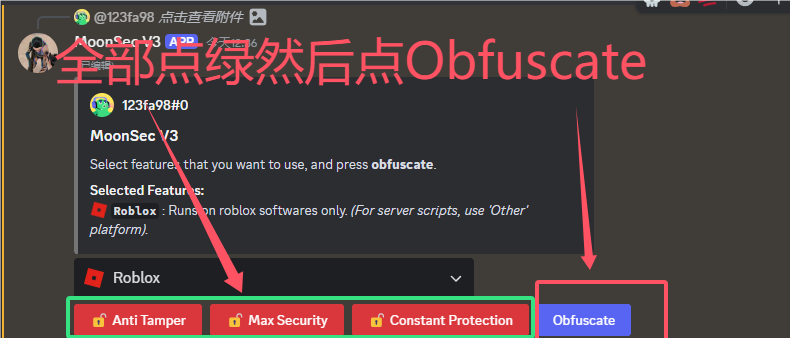 @123fa98 点击查看附件
MoonSec V3 APP 今天12:36
已编辑
全部点绿然后点Obfuscate
123fa98#0
MoonSec V3
Select features that you want to use, and press obfuscate.
Selected Features:
Roblox : Runs on roblox softwares only. (For server scripts, use 'Other'
platform).
Roblox
Anti Tamper Max Security Constant Protection Obfuscate